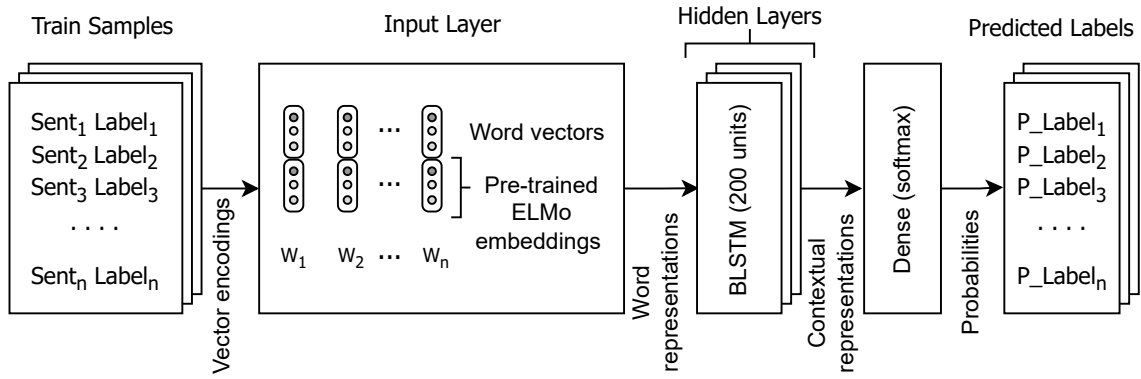 Train Samples
Sent1 Label1
Sent2 Label2
Sent3 Label3
. . . .
Sentn Labeln
Vector encodings
Input Layer
Word vectors
Pre-trained
ELMo
embeddings
W1 W2 ... Wn
Word
representations
Hidden Layers
BLSTM (200 units)
Contextual
representations
Dense (softmax)
Probabilities
Predicted Labels
P_Label1
P_Label2
P_Label3
. . . .
P_Labeln